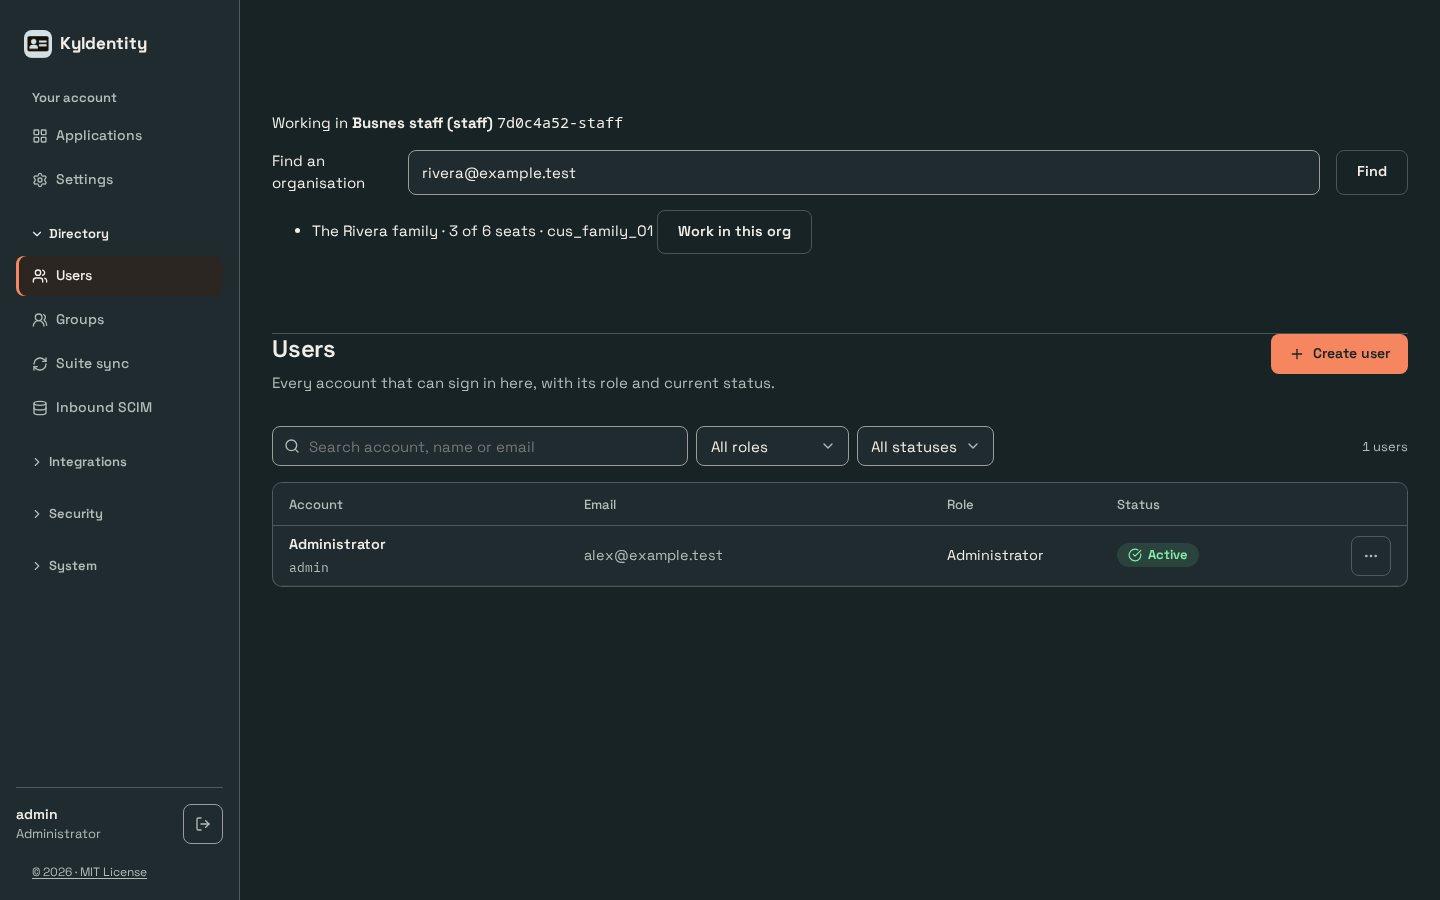 Kyldentity
Your account
Applications
Settings
Directory
Users
Groups
Suite sync
Inbound SCIM
Integrations
Security
System
admin
Administrator
© 2026 · MIT License
Working in Busnes staff (staff) 7d0c4a52-staff
Find an
organisation
rivera@example.test
Find
The Rivera family · 3 of 6 seats · cus_family_01
Work in this org
Users
Every account that can sign in here, with its role and current status.
Create user
Search account, name or email
All roles
All statuses
1 users
Account Email Role Status
Administrator
admin
alex@example.test
Administrator
Active